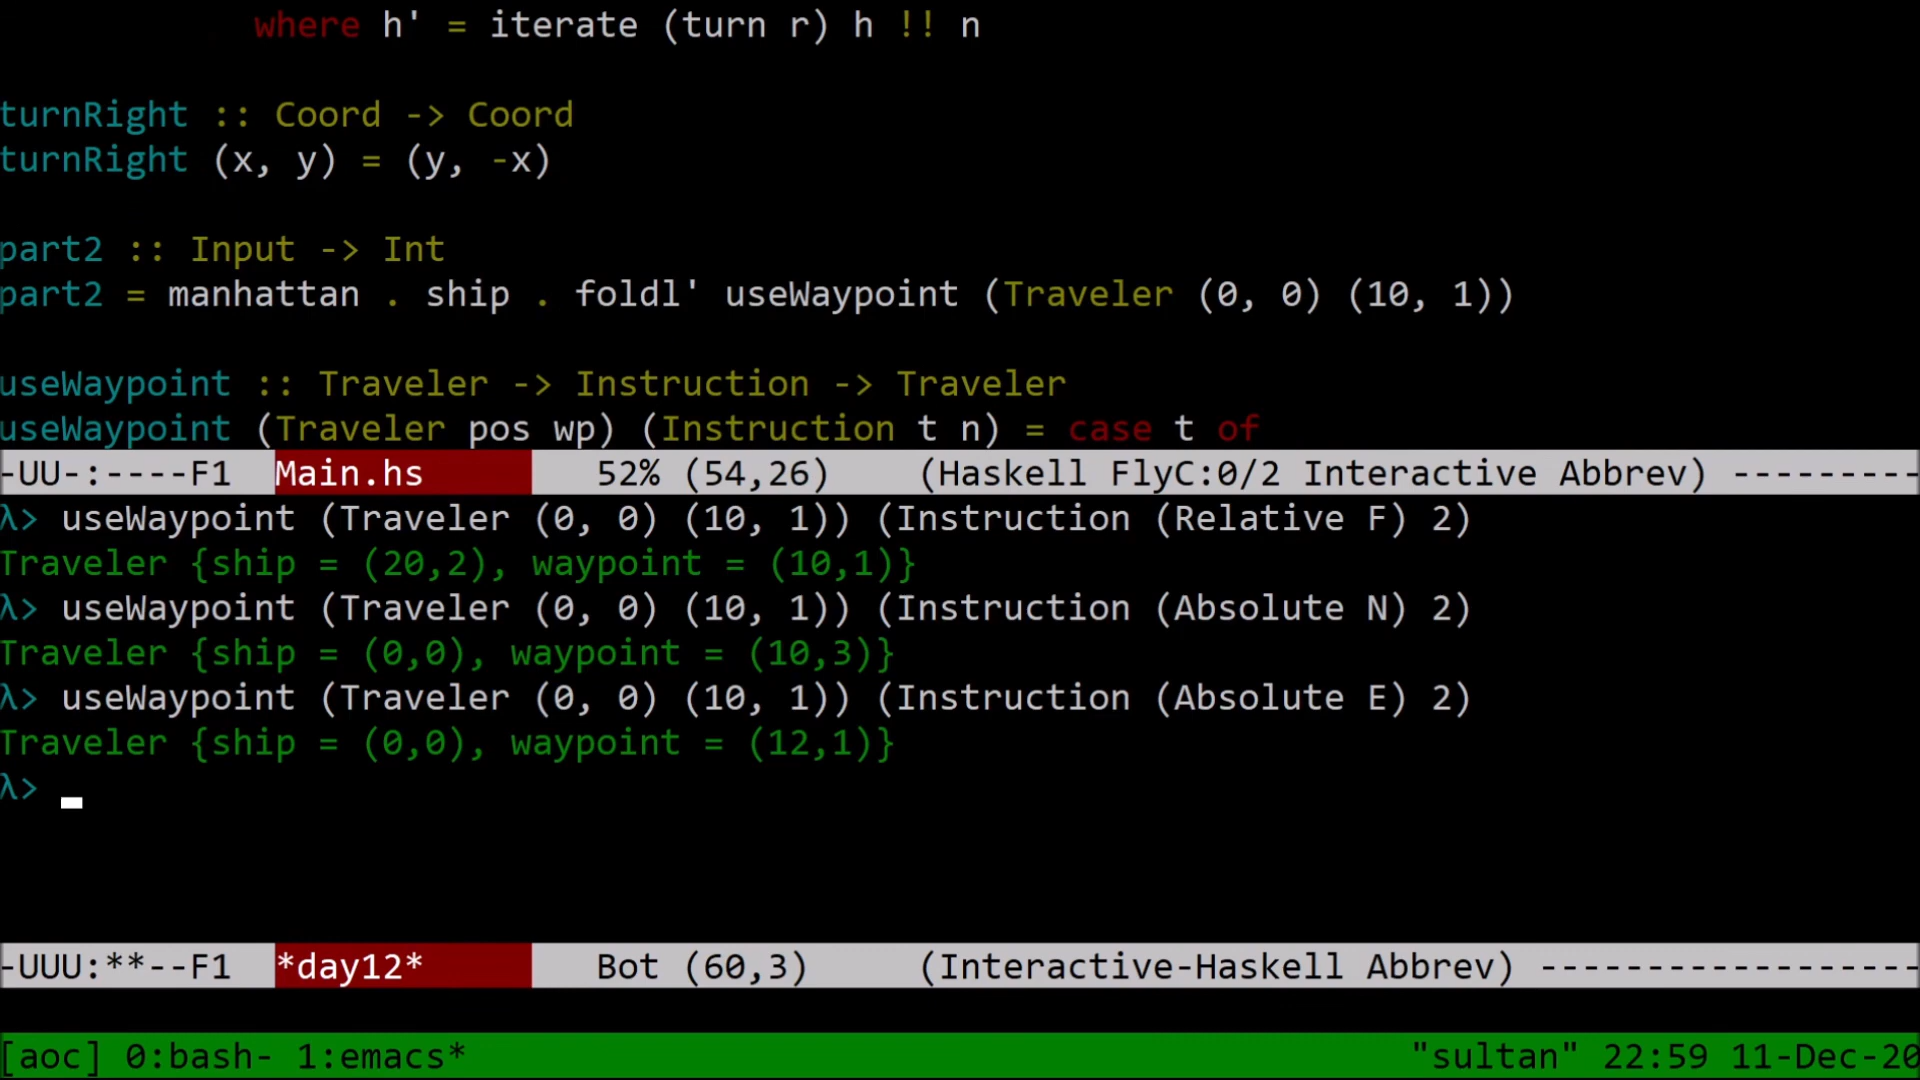 where h' = iterate (turn r) h !! n
turnRight :: Coord -> Coord
turnRight (x, y) = (y, -x)
part2 :: Input -> Int
part2 = manhattan . ship . foldl' useWaypoint (Traveler (0, 0) (10, 1))
useWaypoint :: Traveler -> Instruction -> Traveler
useWaypoint (Traveler pos wp) (Instruction t n) = case t of
-UU-:----F1  Main.hs        52% (54,26)    (Haskell FlyC:0/2 Interactive Abbrev) ---------
λ> useWaypoint (Traveler (0, 0) (10, 1)) (Instruction (Relative F) 2)
Traveler {ship = (20,2), waypoint = (10,1)}
λ> useWaypoint (Traveler (0, 0) (10, 1)) (Instruction (Absolute N) 2)
Traveler {ship = (0,0), waypoint = (10,3)}
λ> useWaypoint (Traveler (0, 0) (10, 1)) (Instruction (Absolute E) 2)
Traveler {ship = (0,0), waypoint = (12,1)}
λ>
-UUU:**--F1  *day12*        Bot (60,3)     (Interactive-Haskell Abbrev) ------------------
[aoc] 0:bash- 1:emacs* "sultan" 22:59 11-Dec-20